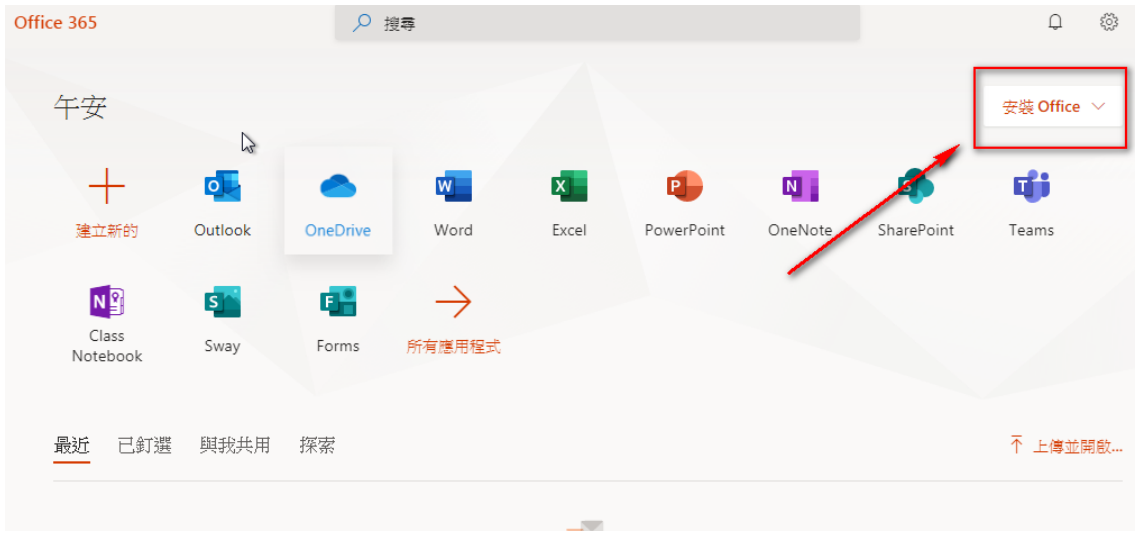 Office 365
搜尋
午安
安裝 Office
建立新的
Outlook
OneDrive
Word
Excel
PowerPoint
OneNote
SharePoint
Teams
Class
Notebook
Sway
Forms
所有應用程式
最近 已釘選 與我共用 探索
上傳並開啟...